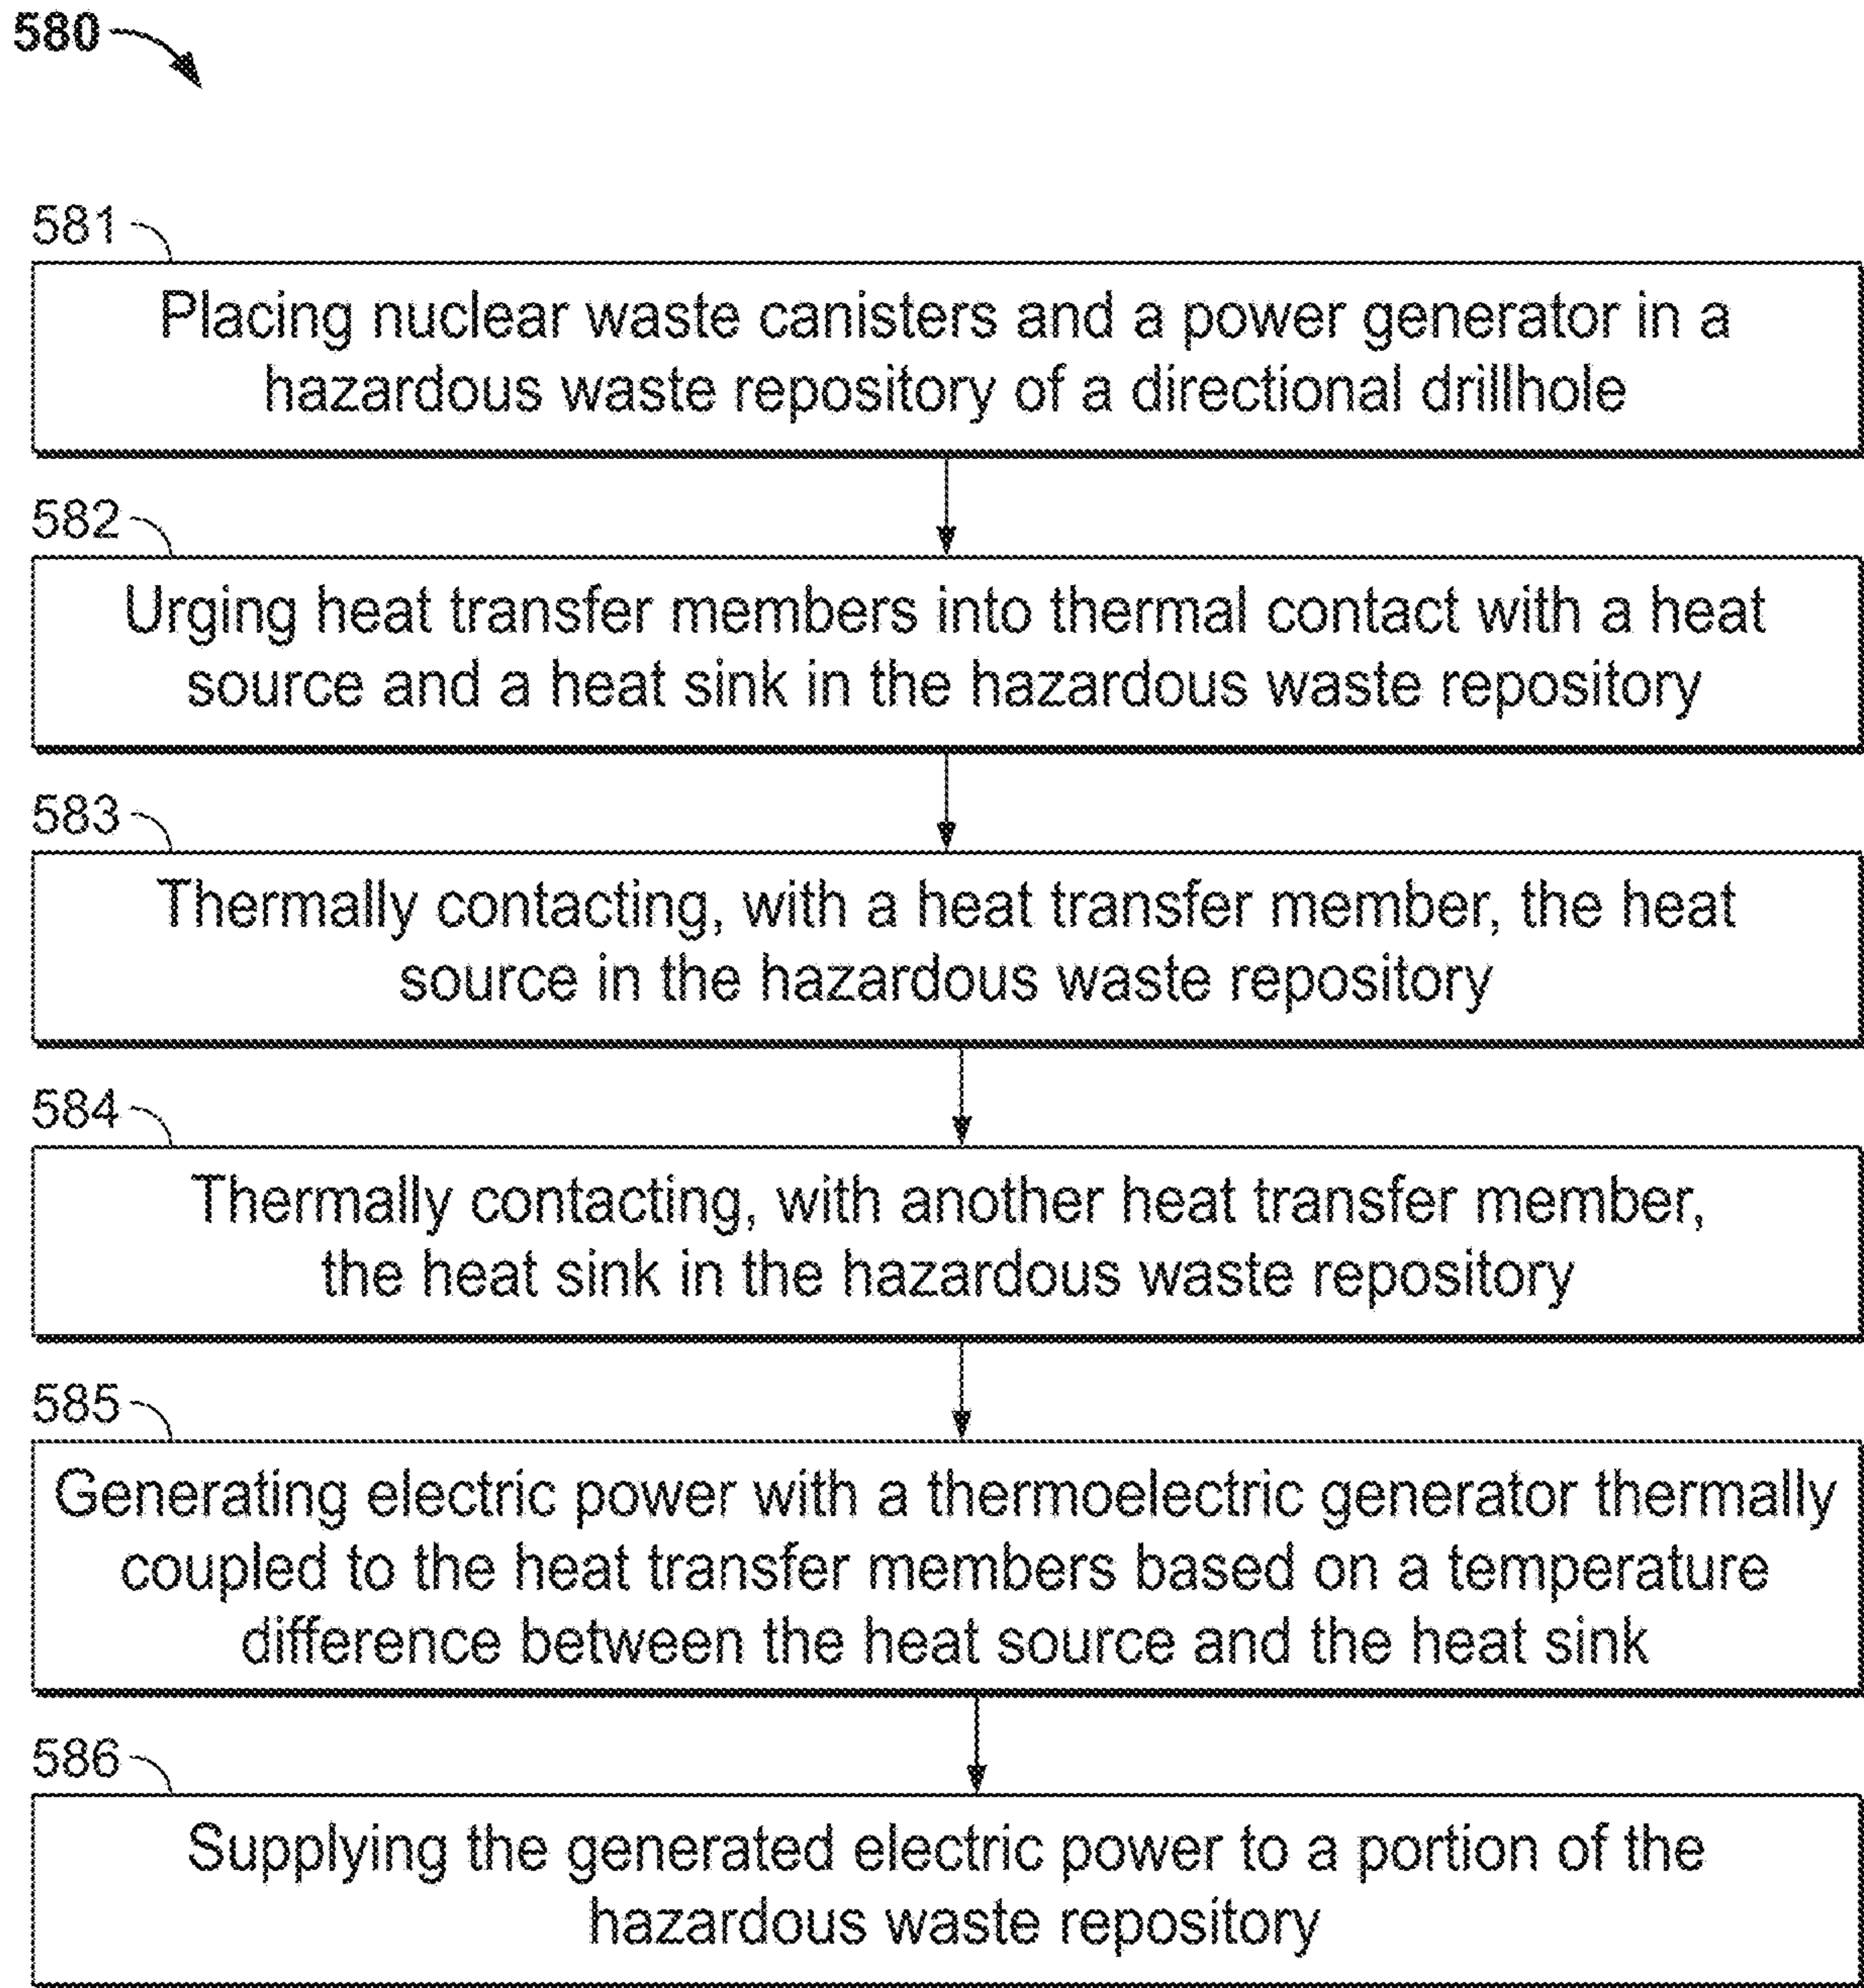 580
581
Placing nuclear waste canisters and a power generator in a
hazardous waste repository of a directional drillhole
582
Urging heat transfer members into thermal contact with a heat
source and a heat sink in the hazardous waste repository
583
Thermally contacting, with a heat transfer member, the heat
source in the hazardous waste repository
584
Thermally contacting, with another heat transfer member,
the heat sink in the hazardous waste repository
585
Generating electric power with a thermoelectric generator thermally
coupled to the heat transfer members based on a temperature
difference between the heat source and the heat sink
586
Supplying the generated electric power to a portion of the
hazardous waste repository